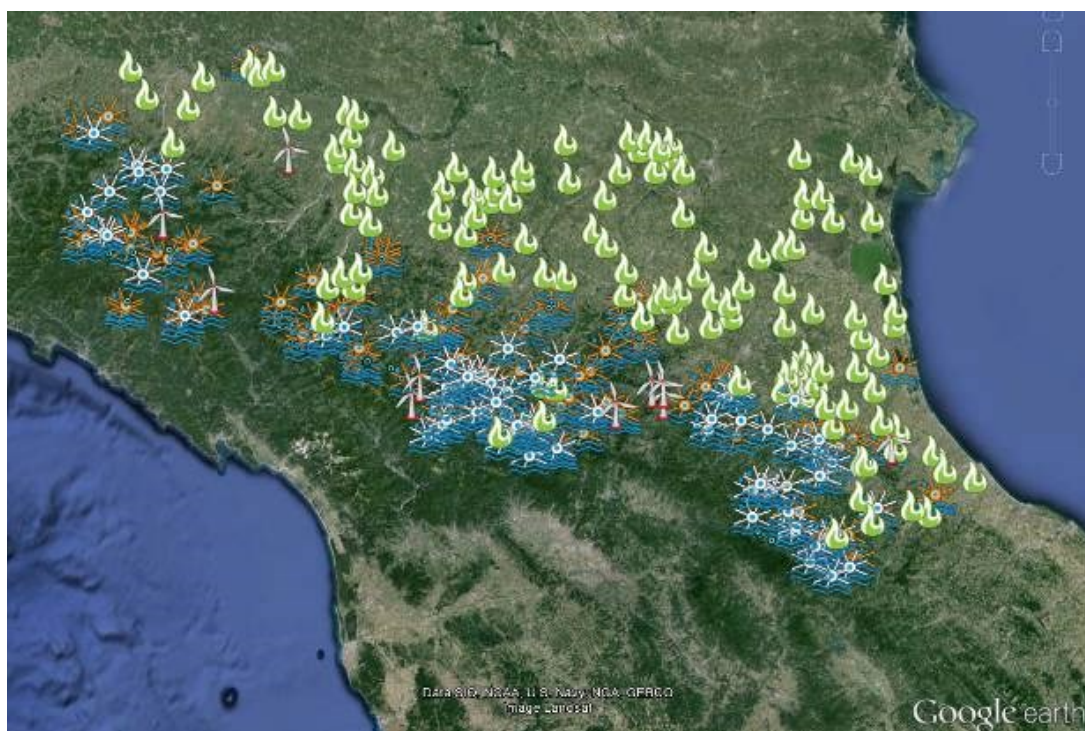 Data SIO, NOAA, U.S. Navy, NGA, GEBCO
Image Landsat
Google earth